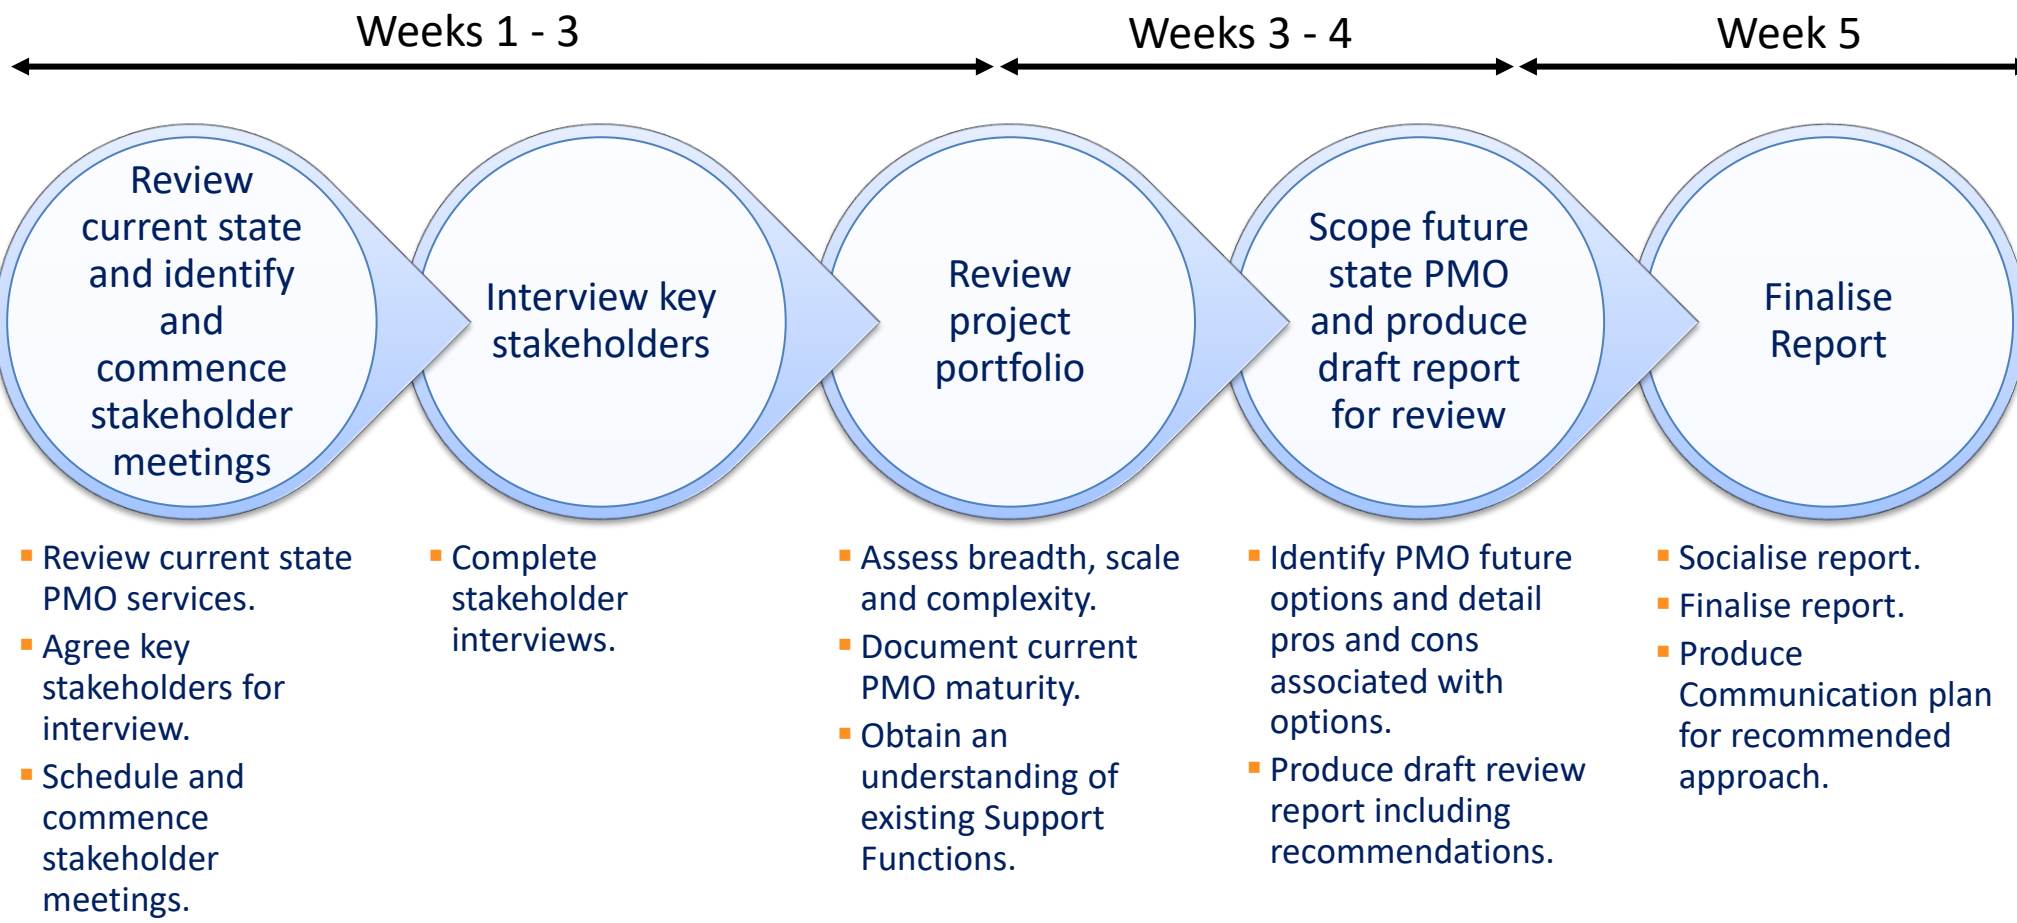 Weeks 1 - 3
Weeks 3 - 4
Week 5
Review
current state
and identify
and
commence
stakeholder
meetings
Interview key
stakeholders
Review
project
portfolio
Scope future
state PMO
and produce
draft report
for review
Finalise
Report
Review current state
PMO services.
Agree key
stakeholders for
interview.
Schedule and
commence
stakeholder
meetings.
Complete
stakeholder
interviews.
Assess breadth, scale
and complexity.
Document current
PMO maturity.
Obtain an
understanding of
existing Support
Functions.
Identify PMO future
options and detail
pros and cons
associated with
options.
Produce draft review
report including
recommendations.
Socialise report.
Finalise report.
Produce
Communication plan
for recommended
approach.